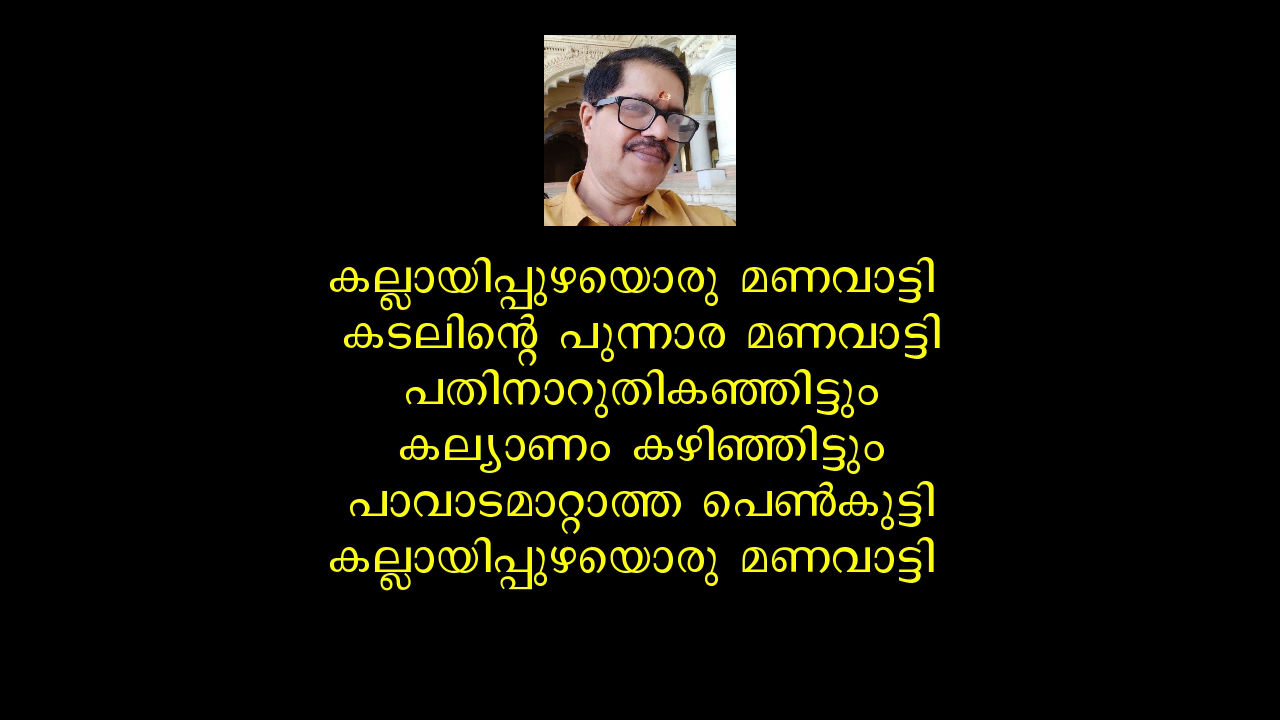 കല്ലായിപ്പുഴയൊരു മണവാട്ടി
കടലിന്റെ പുന്നാര മണവാട്ടി
പതിനാറുതികഞ്ഞിട്ടും
കല്യാണം കഴിഞ്ഞിട്ടും
പാവാടമാറ്റാത്ത പെൺകുട്ടി
കല്ലായിപ്പുഴയൊരു മണവാട്ടി